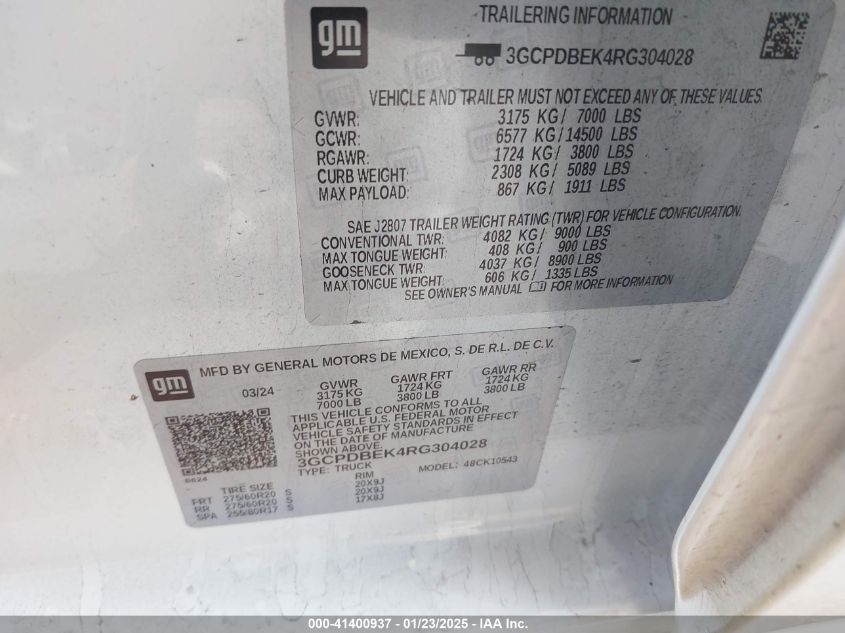 gm
TRAILERING INFORMATION
3GCPDBEK4RG304028
VEHICLE AND TRAILER MUST NOT EXCEED ANY OF THESE VALUES.
GVWR: 3175 KG/ 7000 LBS
GCWR: 6577 KG/14500 LBS
RGAWR: 1724 KG/ 3800 LBS
CURB WEIGHT: 2308 KG/ 5089 LBS
MAX PAYLOAD: 867 KG/ 1911 LBS
SAE J2807 TRAILER WEIGHT RATING (TWR) FOR VEHICLE CONFIGURATION.
CONVENTIONAL TWR: 4082 KG/ 9000 LBS
MAX TONGUE WEIGHT: 408 KG/ 900 LBS
GOOSENECK TWR: 4037 KG/ 8900 LBS
MAX TONGUE WEIGHT: 606 KG/ 1335 LBS
SEE OWNER'S MANUAL FOR MORE INFORMATION
gm
MFD BY GENERAL MOTORS DE MEXICO, S. DE R.L. DE C.V.
03/24 GVWR GAWR FRT GAWR RR
3175 KG 1724 KG 1724 KG
7000 LB 3800 LB 3800 LB
THIS VEHICLE CONFORMS TO ALL
APPLICABLE U.S. FEDERAL MOTOR
VEHICLE SAFETY STANDARDS IN EFFECT
ON THE DATE OF MANUFACTURE
SHOWN ABOVE.
3GCPDBEK4RG304028
TYPE: TRUCK MODEL: 48CK10543
6624
TIRE SIZE RIM
FRT 275/60R20 S 20X9J
RR 275/60R20 S 20X9J
SPA 255/80R17 S 17X8J
000-41400937 - 01/23/2025 - IAA Inc.